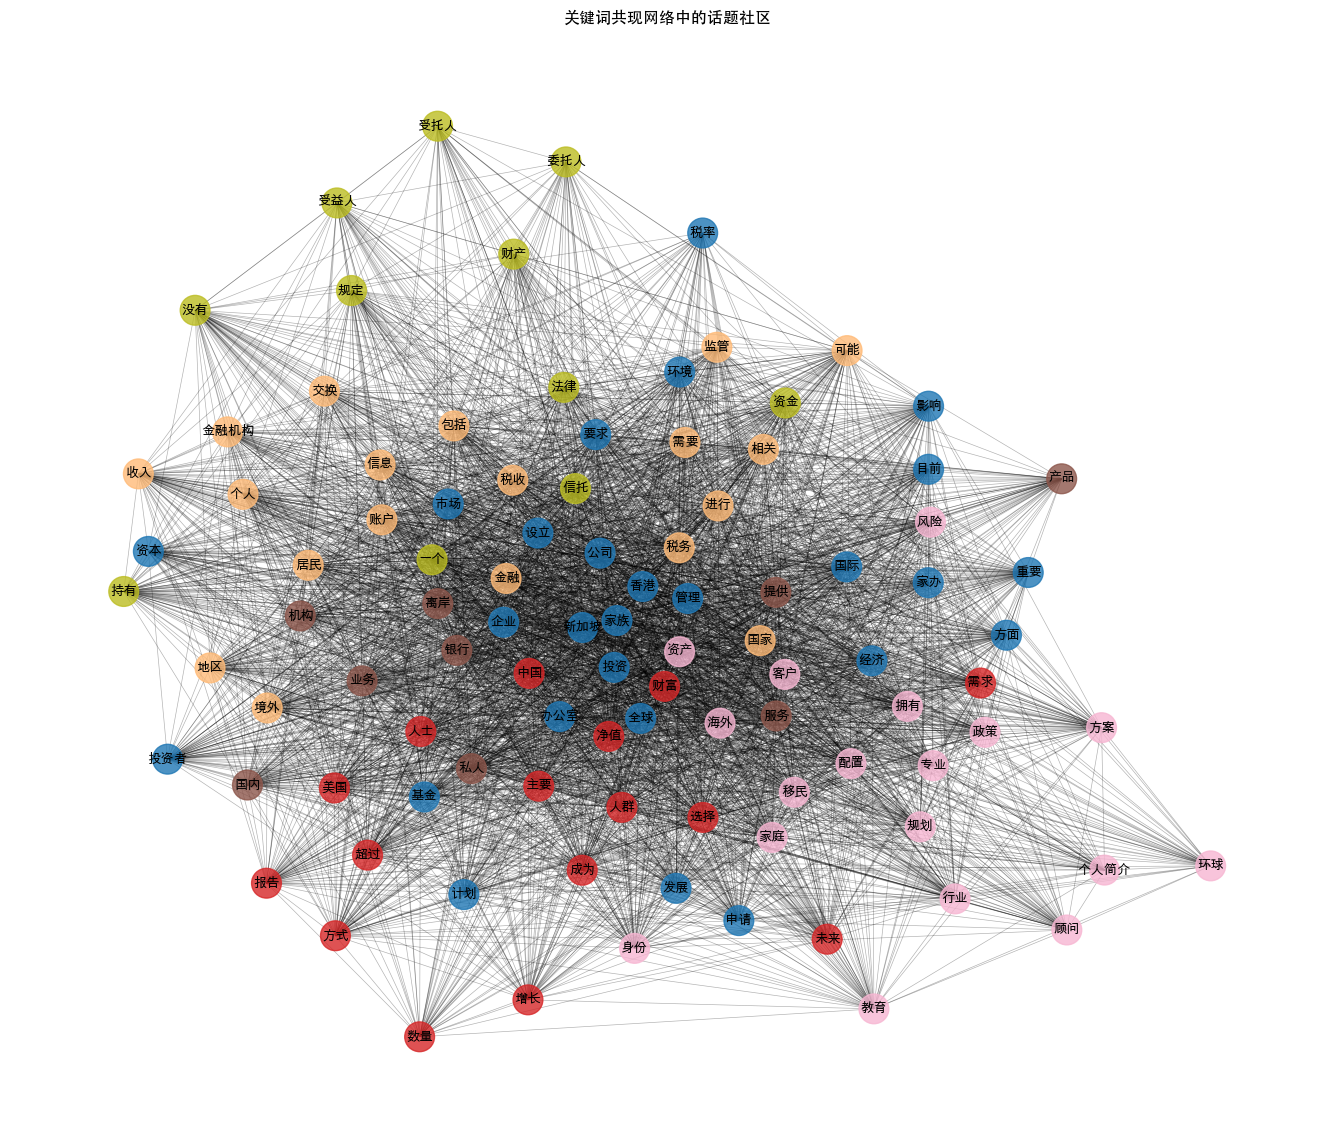 关键词共现网络中的话题社区
受托人
委托人
受益人
税率
财产
规定
没有
监管
可能
环境
法律
交换
资金
影响
包括
金融机构
要求
需要
相关
信息
目前
收入
税收
产品
信托
个人
市场
进行
账户
风险
设立
税务
资本
公司
一个
居民
国际
重要
金融
家办
香港
持有
提供
管理
离岸
机构
家族
企业
新加坡
方面
国家
银行
资产
经济
地区
投资
中国
客户
业务
需求
财富
拥有
境外
办公室
服务
全球
海外
方案
人士
政策
净值
投资者
配置
专业
私人
国内
主要
美国
移民
基金
人群
选择
规划
家庭
超过
环球
成为
个人简介
报告
发展
计划
行业
申请
顾问
方式
未来
身份
增长
教育
数量